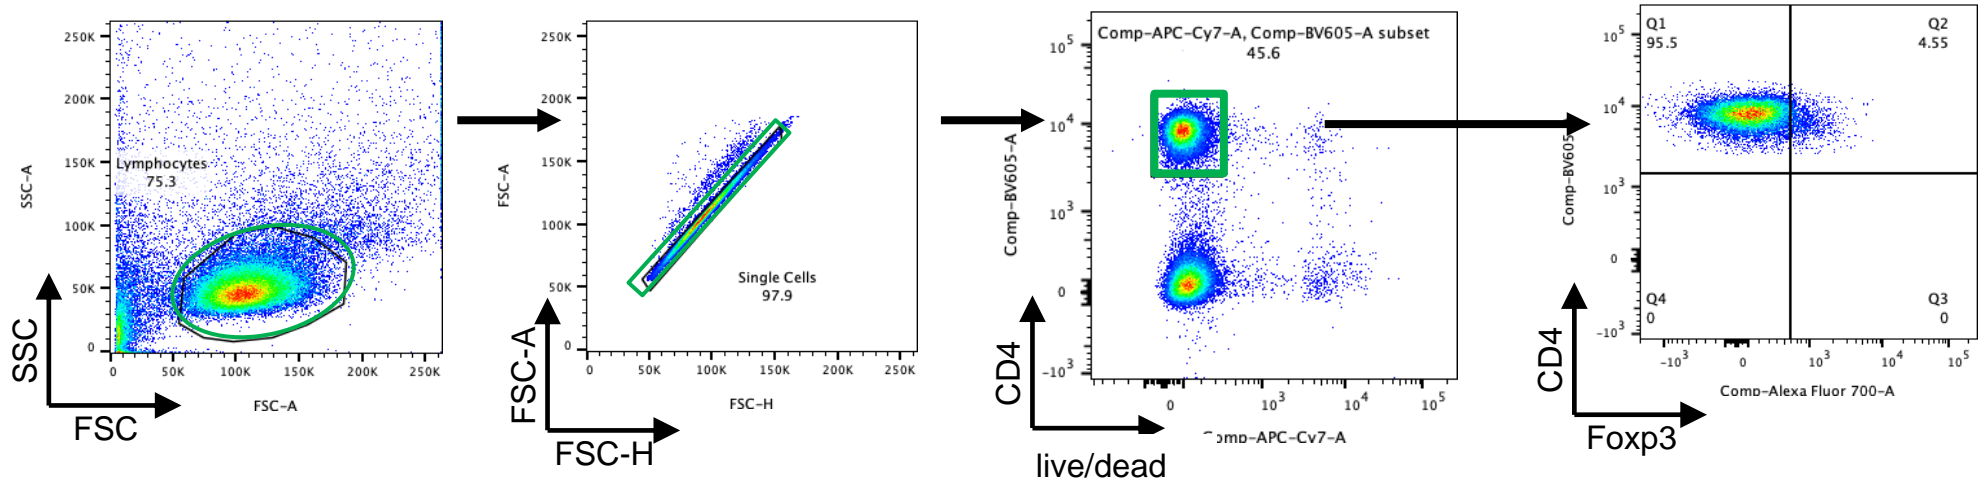 250K
200K
150K
100K
50K
0
SSC-A
Lymphocytes
75.3
0
50K
100K
150K
200K
250K
FSC-A
SSC
FSC
250K
200K
150K
100K
50K
0
FSC-A
Single Cells
97.9
0
50K
100K
150K
200K
250K
FSC-H
FSC-A
FSC-H
Comp-APC-Cy7-A, Comp-BV605-A subset
45.6
10^5
10^4
10^3
0
-10^3
Comp-BV605-A
0
10^3
10^4
10^5
Comp-APC-Cy7-A
CD4
live/dead
Q1
95.5
Q2
4.55
Q4
0
Q3
0
10^5
10^4
10^3
0
-10^3
Comp-BV605
-10^3
0
10^3
10^4
10^5
Comp-Alexa Fluor 700-A
CD4
Foxp3